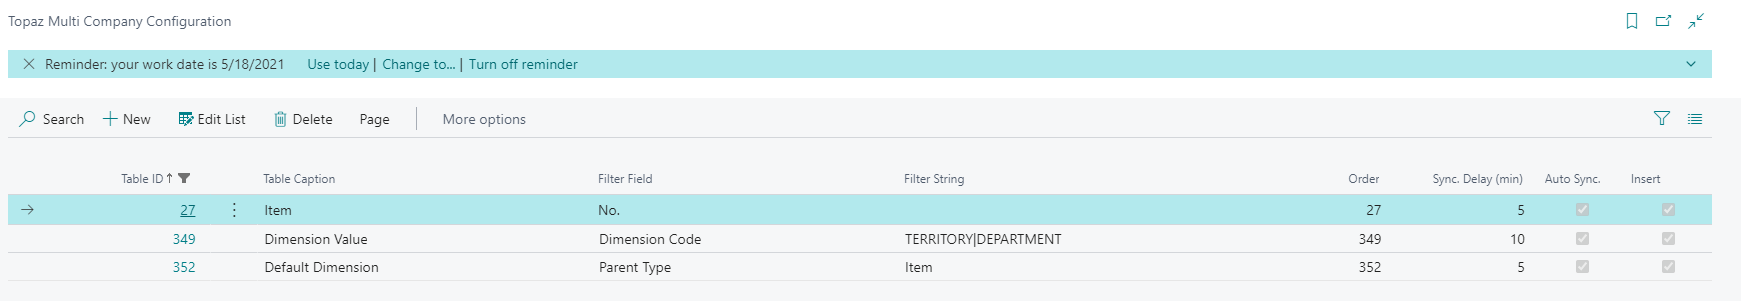 Topaz Multi Company Configuration
Reminder: your work date is 5/18/2021 Use today | Change to... | Turn off reminder
Search New Edit List Delete Page More options
Table ID↑ Table Caption Filter Field Filter String Order Sync. Delay (min) Auto Sync. Insert
27 Item No. 27 5
349 Dimension Value Dimension Code TERRITORY|DEPARTMENT 349 10
352 Default Dimension Parent Type Item 352 5